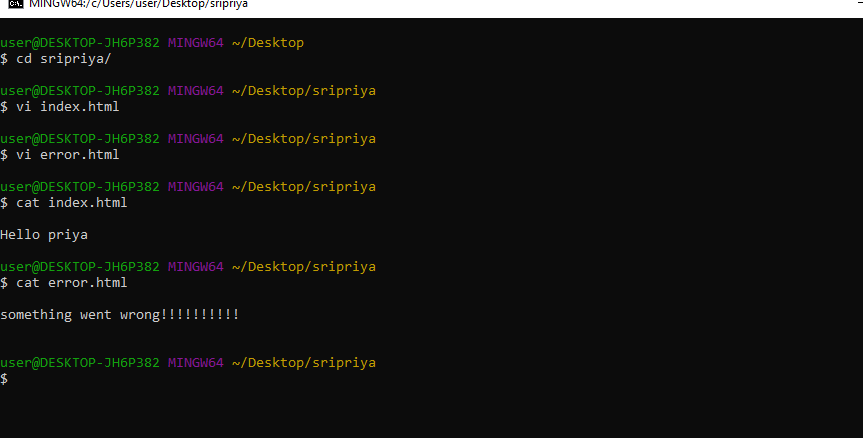 MINGW64:/c/Users/user/Desktop/sripriya
user@DESKTOP-JH6P382 MINGW64 ~/Desktop
$ cd sripriya/
user@DESKTOP-JH6P382 MINGW64 ~/Desktop/sripriya
$ vi index.html
user@DESKTOP-JH6P382 MINGW64 ~/Desktop/sripriya
$ vi error.html
user@DESKTOP-JH6P382 MINGW64 ~/Desktop/sripriya
$ cat index.html
Hello priya
user@DESKTOP-JH6P382 MINGW64 ~/Desktop/sripriya
$ cat error.html
something went wrong!!!!!!!!!!
user@DESKTOP-JH6P382 MINGW64 ~/Desktop/sripriya
$